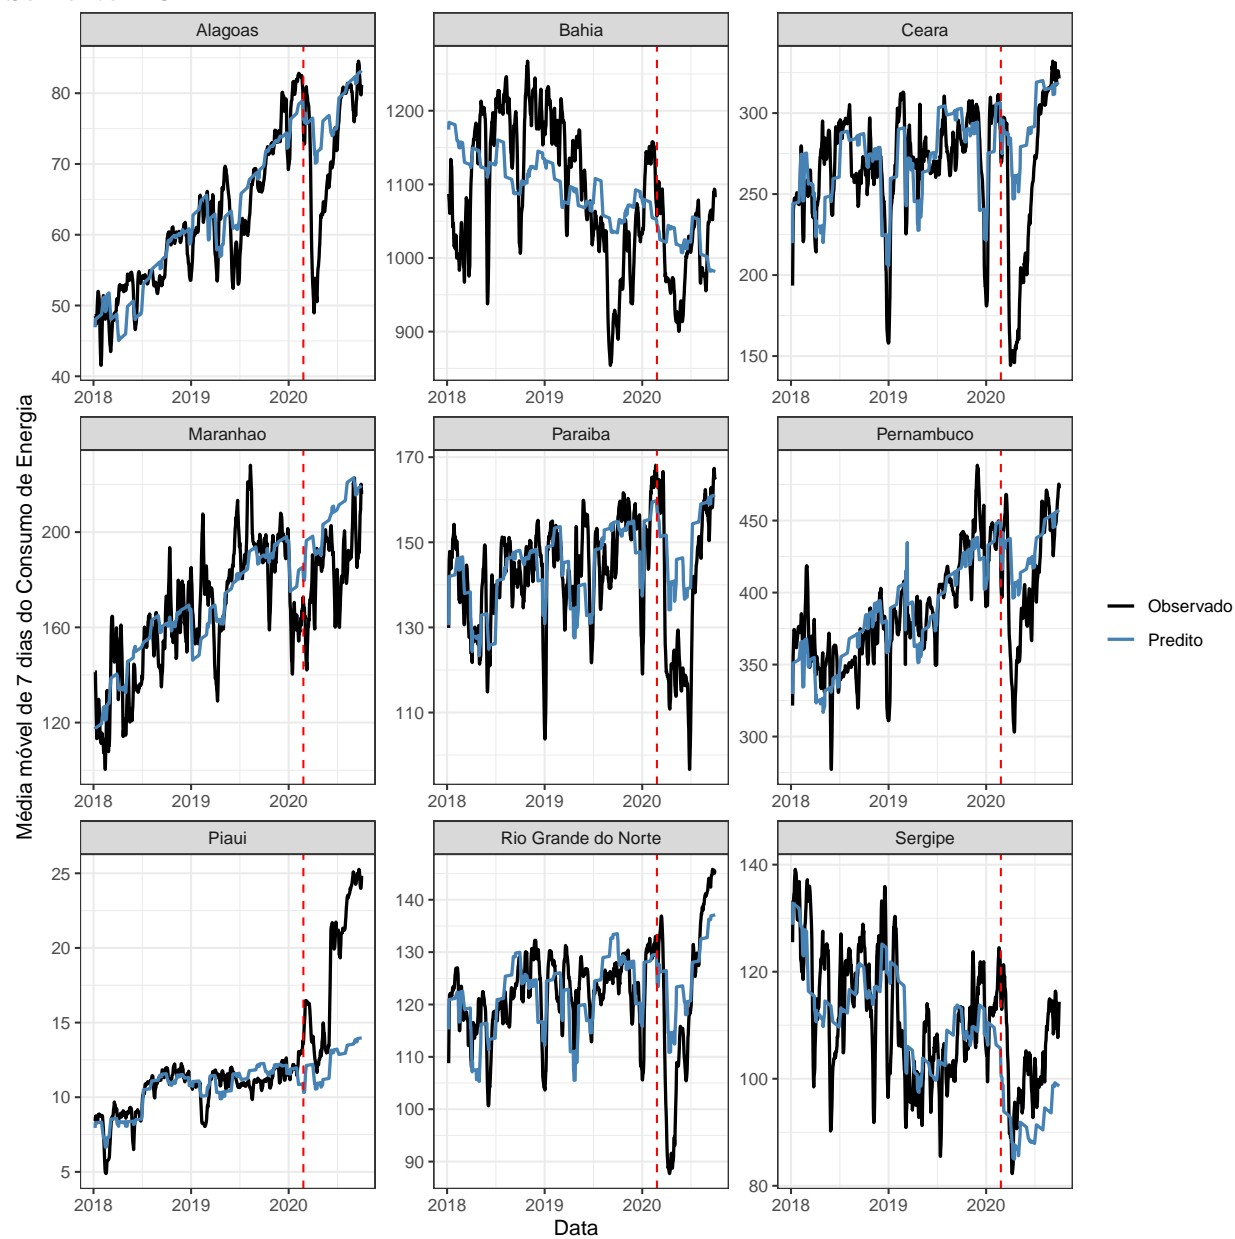 Alagoas
Bahia
Ceara
80
70
60
50
40
1200
1100
1000
900
300
250
200
150
2018 2019 2020
2018 2019 2020
2018 2019 2020
Maranhao
Paraiba
Pernambuco
200
160
120
170
150
130
110
450
400
350
300
2018 2019 2020
2018 2019 2020
2018 2019 2020
Piaui
Rio Grande do Norte
Sergipe
25
20
15
10
5
140
130
120
110
100
90
140
120
100
80
2018 2019 2020
2018 2019 2020
2018 2019 2020
Data
Média móvel de 7 dias do Consumo de Energia
Observado
Predito